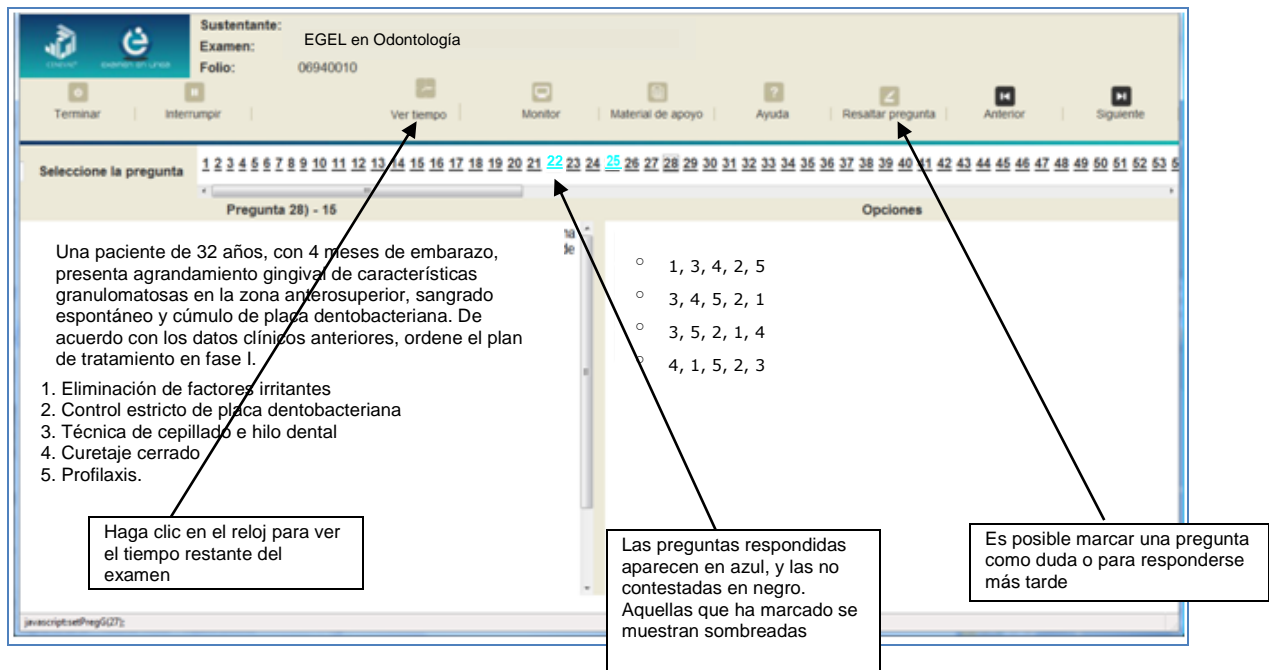 Sustentante:
Examen: EGEL en Odontología
Folio: 06940010
Terminar
Interrumpir
Ver tiempo
Monitor
Material de apoyo
Ayuda
Resaltar pregunta
Anterior
Siguiente
Seleccione la pregunta
1 2 3 4 5 6 7 8 9 10 11 12 13 14 15 16 17 18 19 20 21 22 23 24 25 26 27 28 29 30 31 32 33 34 35 36 37 38 39 40 41 42 43 44 45 46 47 48 49 50 51 52 53 5
Pregunta 28) - 15
Opciones
Una paciente de 32 años, con 4 meses de embarazo,
presenta agrandamiento gingival de características
granulomatosas en la zona anterosuperior, sangrado
espontáneo y cúmulo de placa dentobacteriana. De
acuerdo con los datos clínicos anteriores, ordene el plan
de tratamiento en fase I.
1. Eliminación de factores irritantes
2. Control estricto de placa dentobacteriana
3. Técnica de cepillado e hilo dental
4. Curetaje cerrado
5. Profilaxis.
1, 3, 4, 2, 5
3, 4, 5, 2, 1
3, 5, 2, 1, 4
4, 1, 5, 2, 3
Haga clic en el reloj para ver
el tiempo restante del
examen
Las preguntas respondidas
aparecen en azul, y las no
contestadas en negro.
Aquellas que ha marcado se
muestran sombreadas
Es posible marcar una pregunta
como duda o para responderse
más tarde
javascript:setPregG(27);